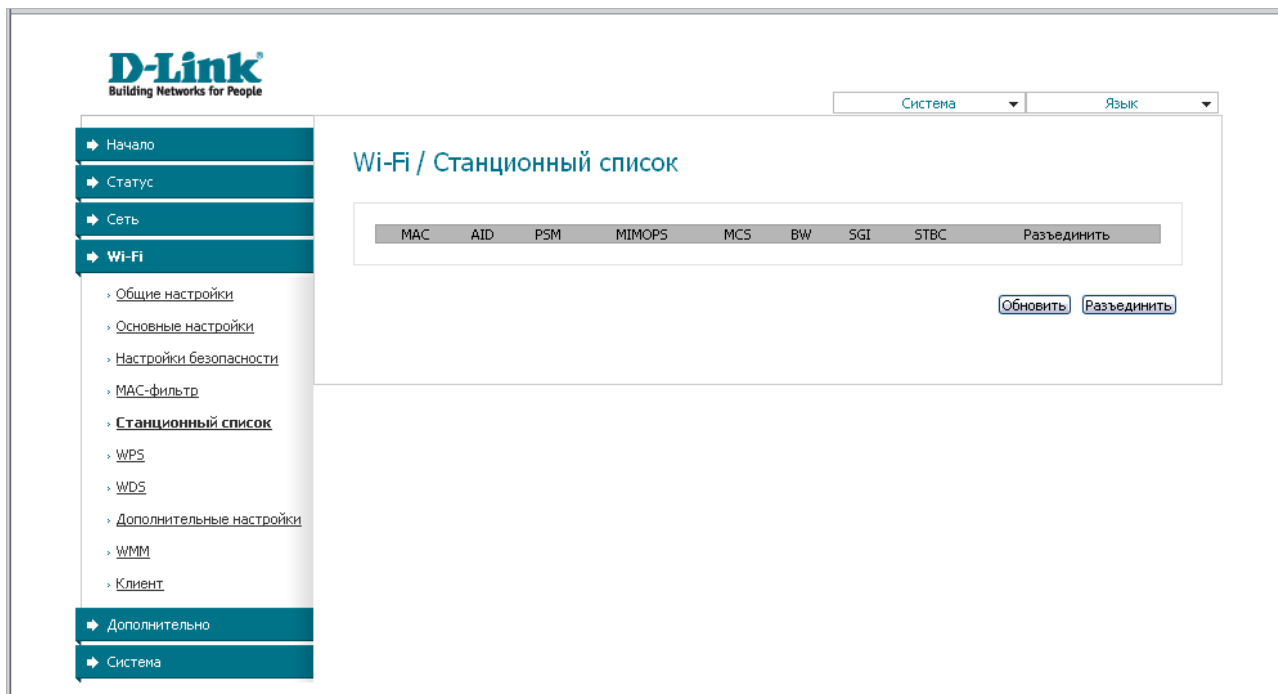 D-Link
Building Networks for People
Система
Язык
Начало
Статус
Сеть
Wi-Fi
Общие настройки
Основные настройки
Настройки безопасности
MAC-фильтр
Станционный список
WPS
WDS
Дополнительные настройки
WMM
Клиент
Дополнительно
Система
Wi-Fi / Станционный список
MAC AID PSM MIMOPS MCS BW SGI STBC Разъединить
Обновить Разъединить